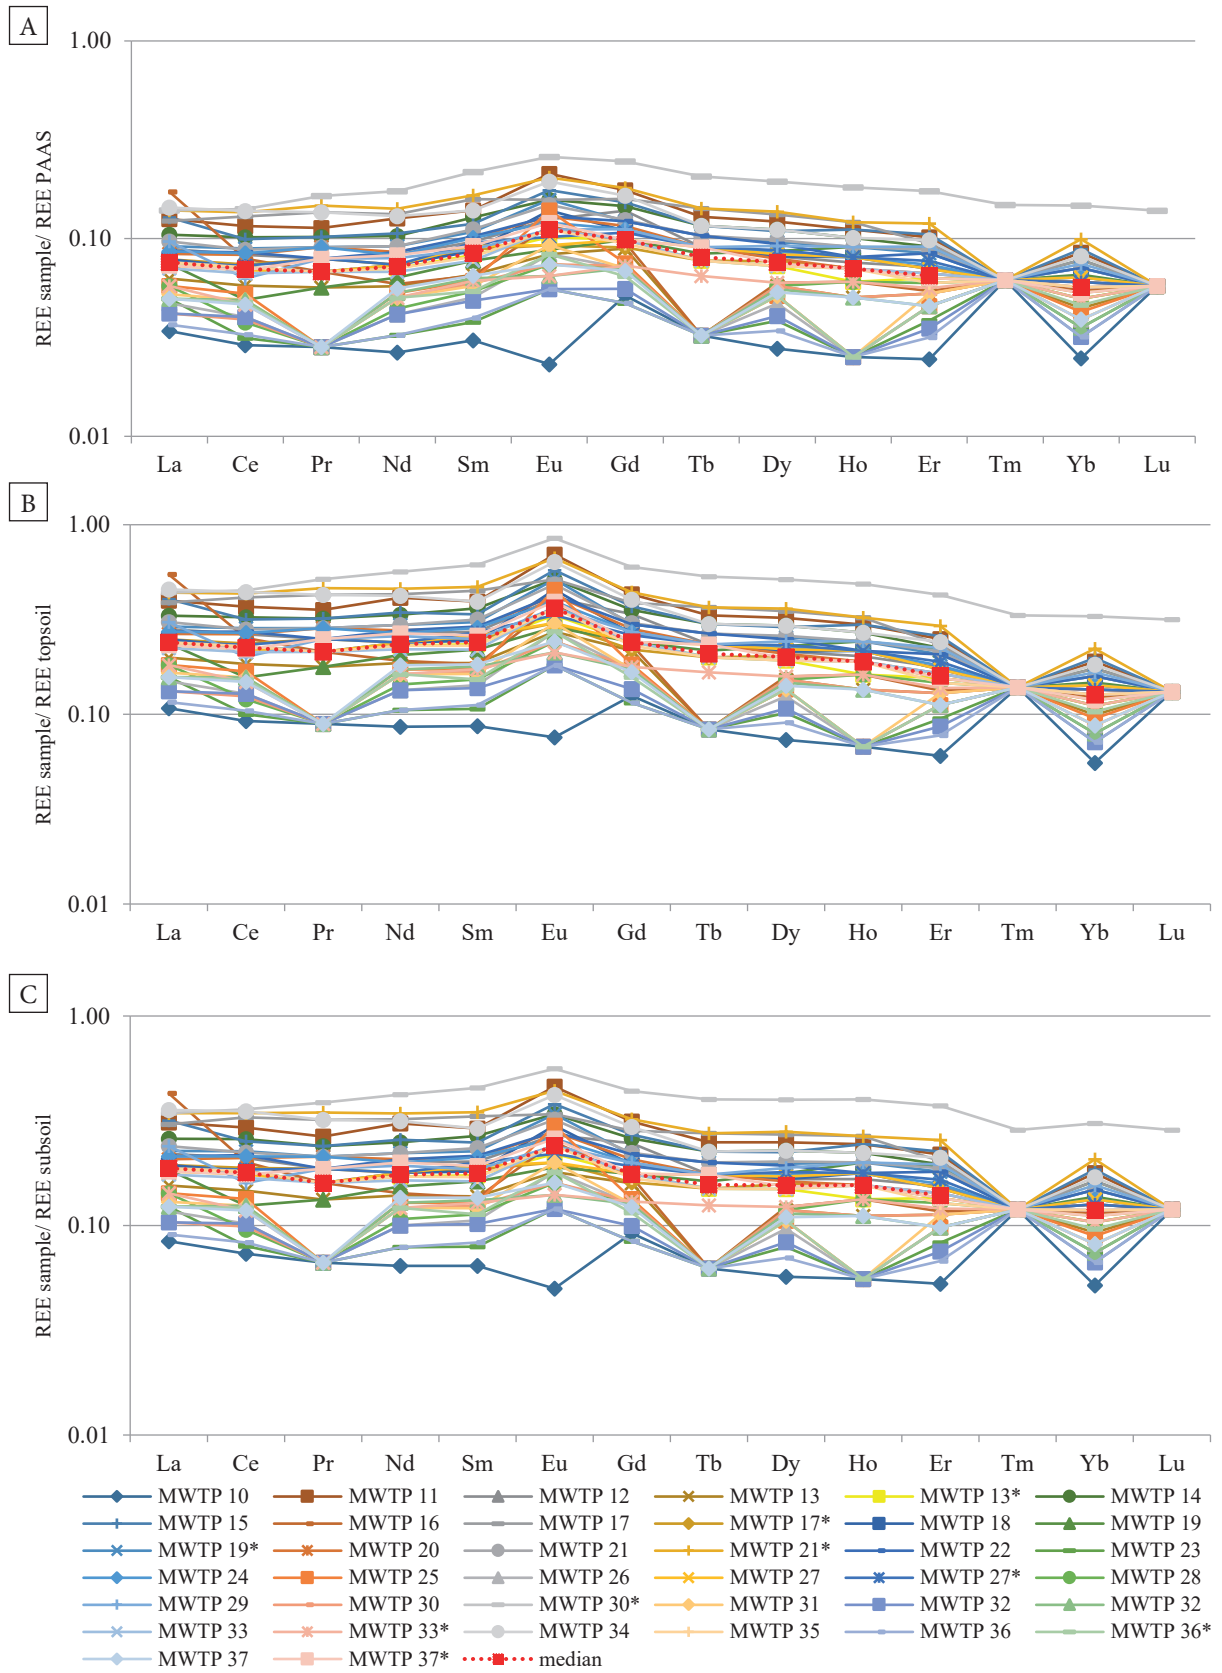 A
1.00
0.10
0.01
REE sample/ REE PAAS
La Ce Pr Nd Sm Eu Gd Tb Dy Ho Er Tm Yb Lu
B
1.00
0.10
0.01
REE sample/ REE topsoil
La Ce Pr Nd Sm Eu Gd Tb Dy Ho Er Tm Yb Lu
C
1.00
0.10
0.01
REE sample/ REE subsoil
La Ce Pr Nd Sm Eu Gd Tb Dy Ho Er Tm Yb Lu
MWTP 10 MWTP 11 MWTP 12 MWTP 13 MWTP 13* MWTP 14
MWTP 15 MWTP 16 MWTP 17 MWTP 17* MWTP 18 MWTP 19
MWTP 19* MWTP 20 MWTP 21 MWTP 21* MWTP 22 MWTP 23
MWTP 24 MWTP 25 MWTP 26 MWTP 27 MWTP 27* MWTP 28
MWTP 29 MWTP 30 MWTP 30* MWTP 31 MWTP 32 MWTP 32
MWTP 33 MWTP 33* MWTP 34 MWTP 35 MWTP 36 MWTP 36*
MWTP 37 MWTP 37* median